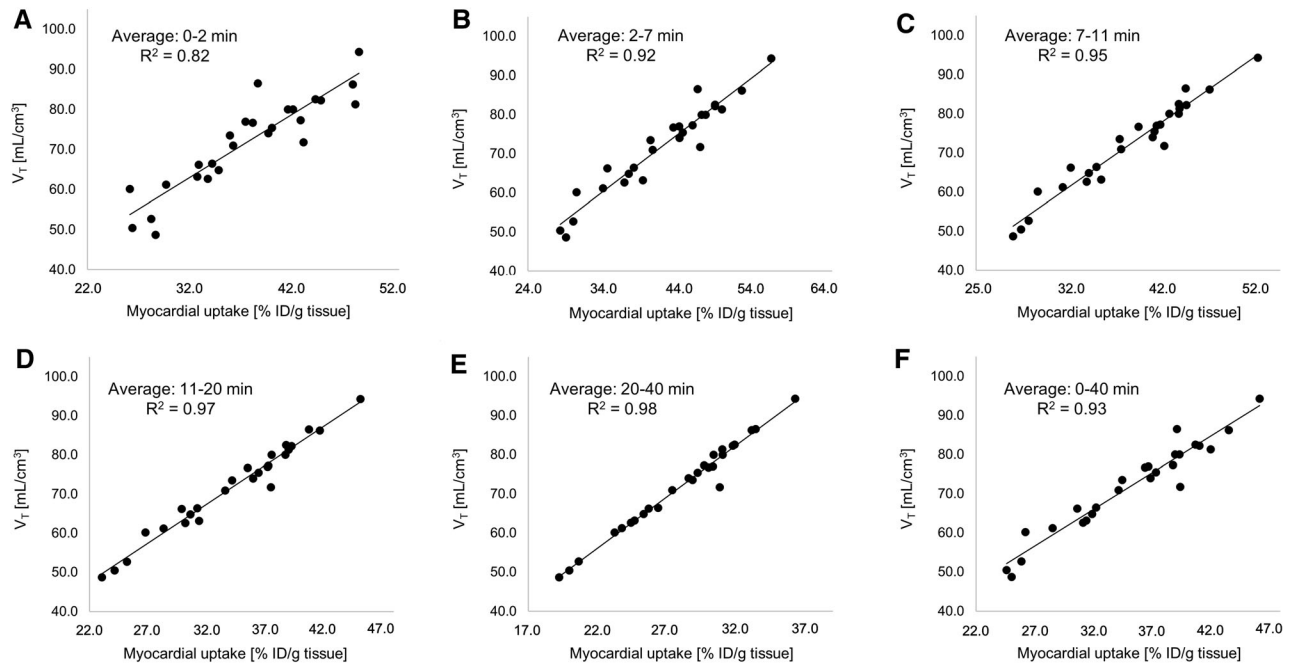 A
Average: 0-2 min
R² = 0.82
100.0
90.0
80.0
70.0
60.0
50.0
40.0
V_T [mL/cm³]
22.0 32.0 42.0 52.0
Myocardial uptake [% ID/g tissue]
B
Average: 2-7 min
R² = 0.92
100.0
90.0
80.0
70.0
60.0
50.0
40.0
V_T [mL/cm³]
24.0 34.0 44.0 54.0 64.0
Myocardial uptake [% ID/g tissue]
C
Average: 7-11 min
R² = 0.95
100.0
90.0
80.0
70.0
60.0
50.0
40.0
V_T [mL/cm³]
25.0 32.0 42.0 52.0
Myocardial uptake [% ID/g tissue]
D
Average: 11-20 min
R² = 0.97
100.0
90.0
80.0
70.0
60.0
50.0
40.0
V_T [mL/cm³]
22.0 27.0 32.0 37.0 42.0 47.0
Myocardial uptake [% ID/g tissue]
E
Average: 20-40 min
R² = 0.98
100.0
90.0
80.0
70.0
60.0
50.0
40.0
V_T [mL/cm³]
17.0 22.0 27.0 32.0 37.0
Myocardial uptake [% ID/g tissue]
F
Average: 0-40 min
R² = 0.93
100.0
90.0
80.0
70.0
60.0
50.0
40.0
V_T [mL/cm³]
22.0 27.0 32.0 37.0 42.0 47.0
Myocardial uptake [% ID/g tissue]